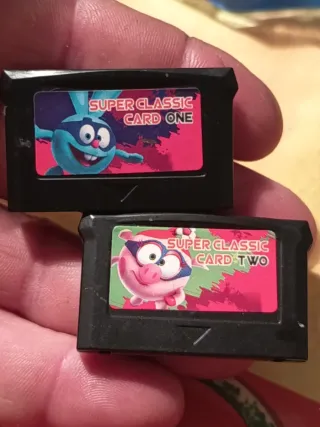 SUPER CLASSIC
CARD ONE
SUPER CLASSIC
CARD TWO